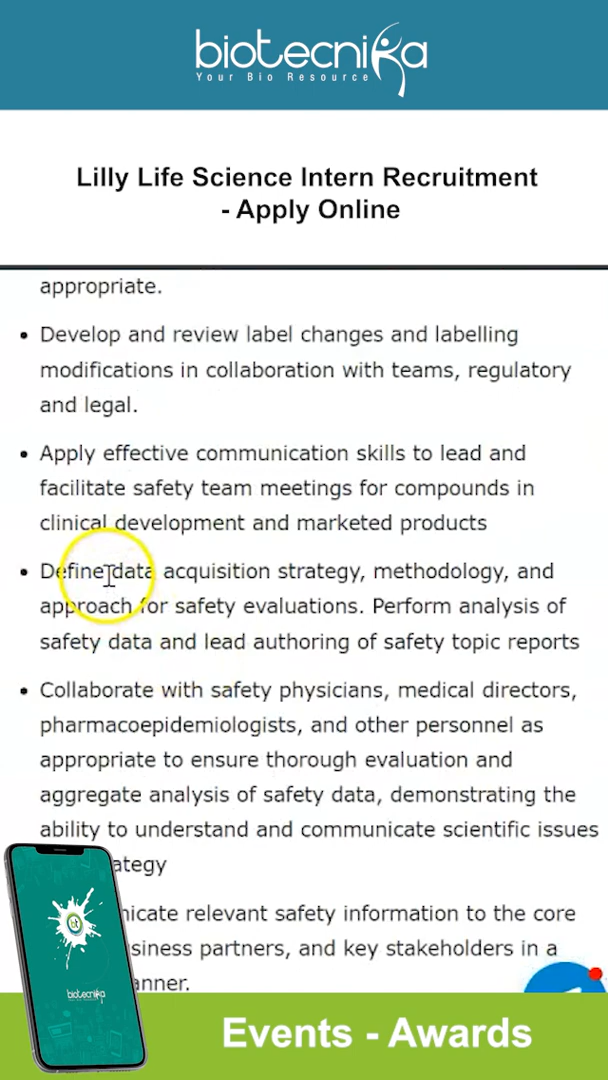 biotecnika
Your Bio Resource
Lilly Life Science Intern Recruitment
- Apply Online
appropriate.
• Develop and review label changes and labelling
modifications in collaboration with teams, regulatory
and legal.
• Apply effective communication skills to lead and
facilitate safety team meetings for compounds in
clinical development and marketed products
• Define data acquisition strategy, methodology, and
approach for safety evaluations. Perform analysis of
safety data and lead authoring of safety topic reports
• Collaborate with safety physicians, medical directors,
pharmacoepidemiologists, and other personnel as
appropriate to ensure thorough evaluation and
aggregate analysis of safety data, demonstrating the
ability to understand and communicate scientific issues
ategy
nicate relevant safety information to the core
usiness partners, and key stakeholders in a
anner.
bt
biotecnika
Events - Awards